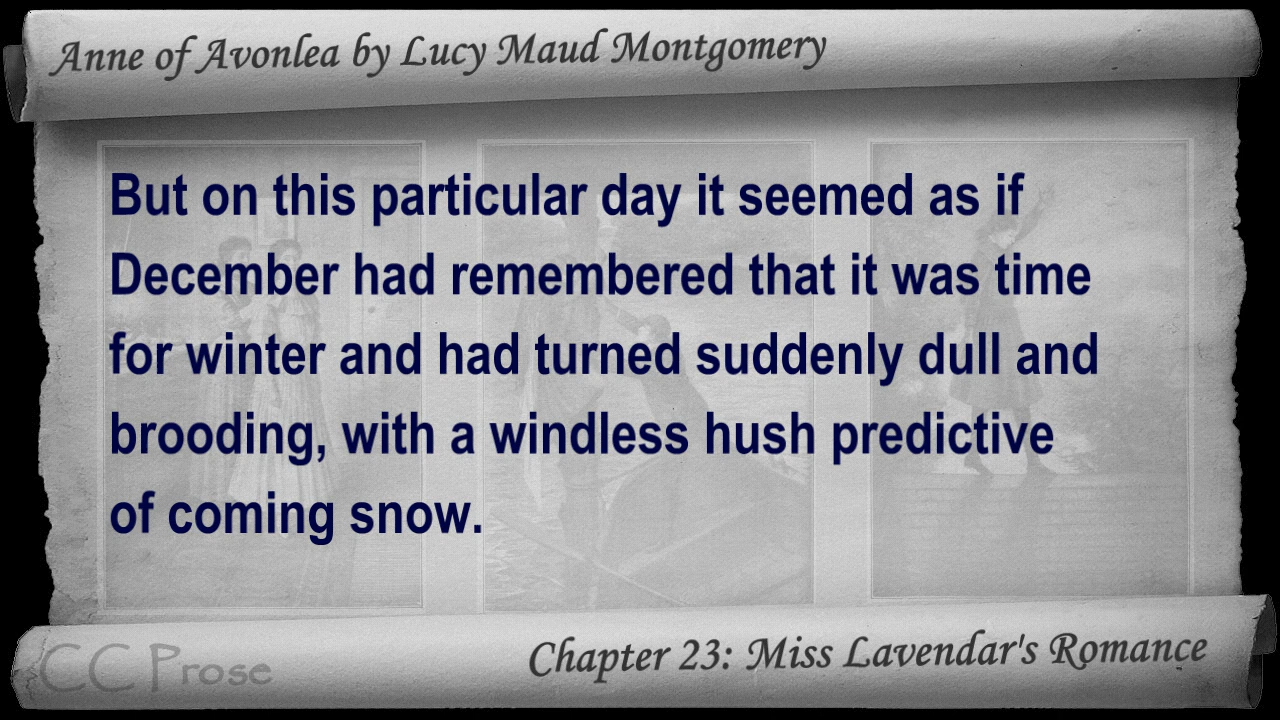 Anne of Avonlea by Lucy Maud Montgomery
But on this particular day it seemed as if
December had remembered that it was time
for winter and had turned suddenly dull and
brooding, with a windless hush predictive
of coming snow.
CC Prose
Chapter 23: Miss Lavendar's Romance